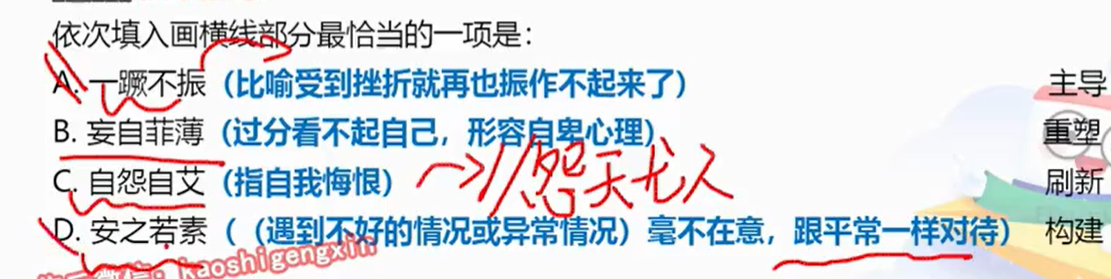 依次填入画横线部分最恰当的一项是：
A. 一蹶不振（比喻受到挫折就再也振作不起来了） 主导
B. 妄自菲薄（过分看不起自己，形容自卑心理） 重塑
C. 自怨自艾（指自我悔恨） 怨天尤人 刷新
D. 安之若素（（遇到不好的情况或异常情况）毫不在意，跟平常一样对待） 构建
kaoshigengxin